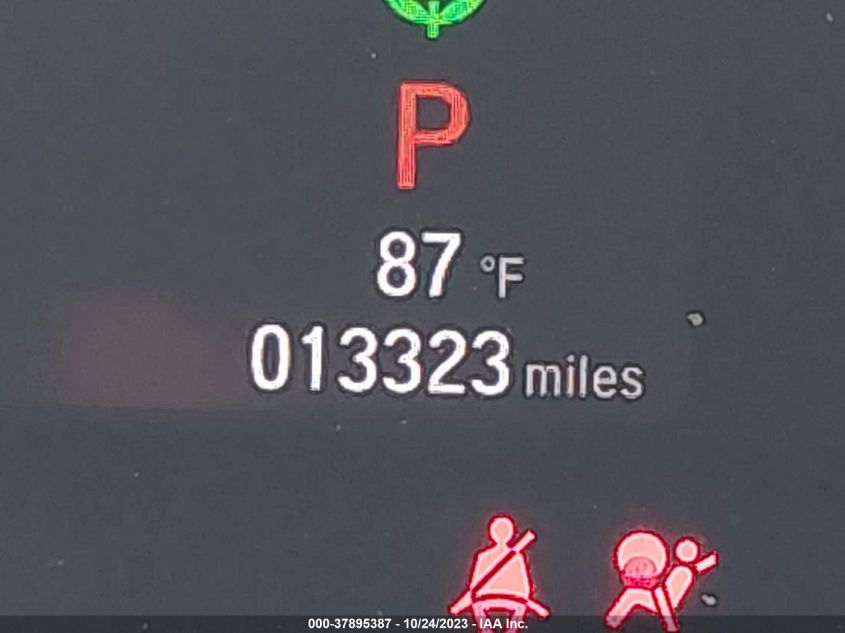 P
87 °F
013323 miles
000-37895387 - 10/24/2023 - IAA Inc.